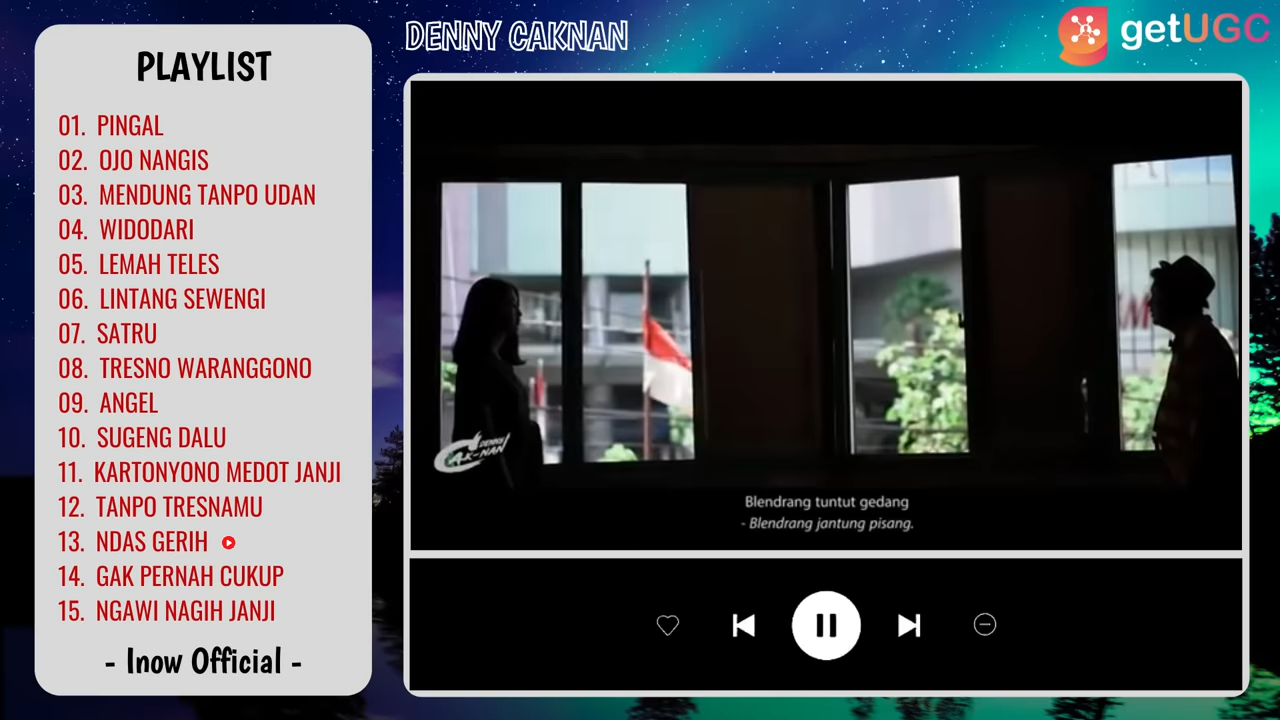 PLAYLIST
01. PINGAL
02. OJO NANGIS
03. MENDUNG TANPO UDAN
04. WIDODARI
05. LEMAH TELES
06. LINTANG SEWENGI
07. SATRU
08. TRESNO WARANGGONO
09. ANGEL
10. SUGENG DALU
11. KARTONYONO MEDOT JANJI
12. TANPO TRESNAMU
13. NDAS GERIH
14. GAK PERNAH CUKUP
15. NGAWI NAGIH JANJI
- Inow Official -
DENNY CAKNAN
getUGC
DENNY
CAK-NAN
Blendrang tuntut gedang
- Blendrang jantung pisang.